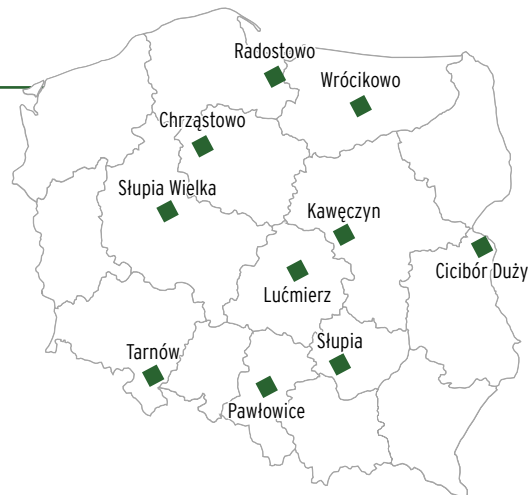 Radostowo
Wrócikowo
Chrząstowo
Słupia Wielka
Kawęczyn
Cicibór Duży
Lućmierz
Słupia
Tarnów
Pawłowice